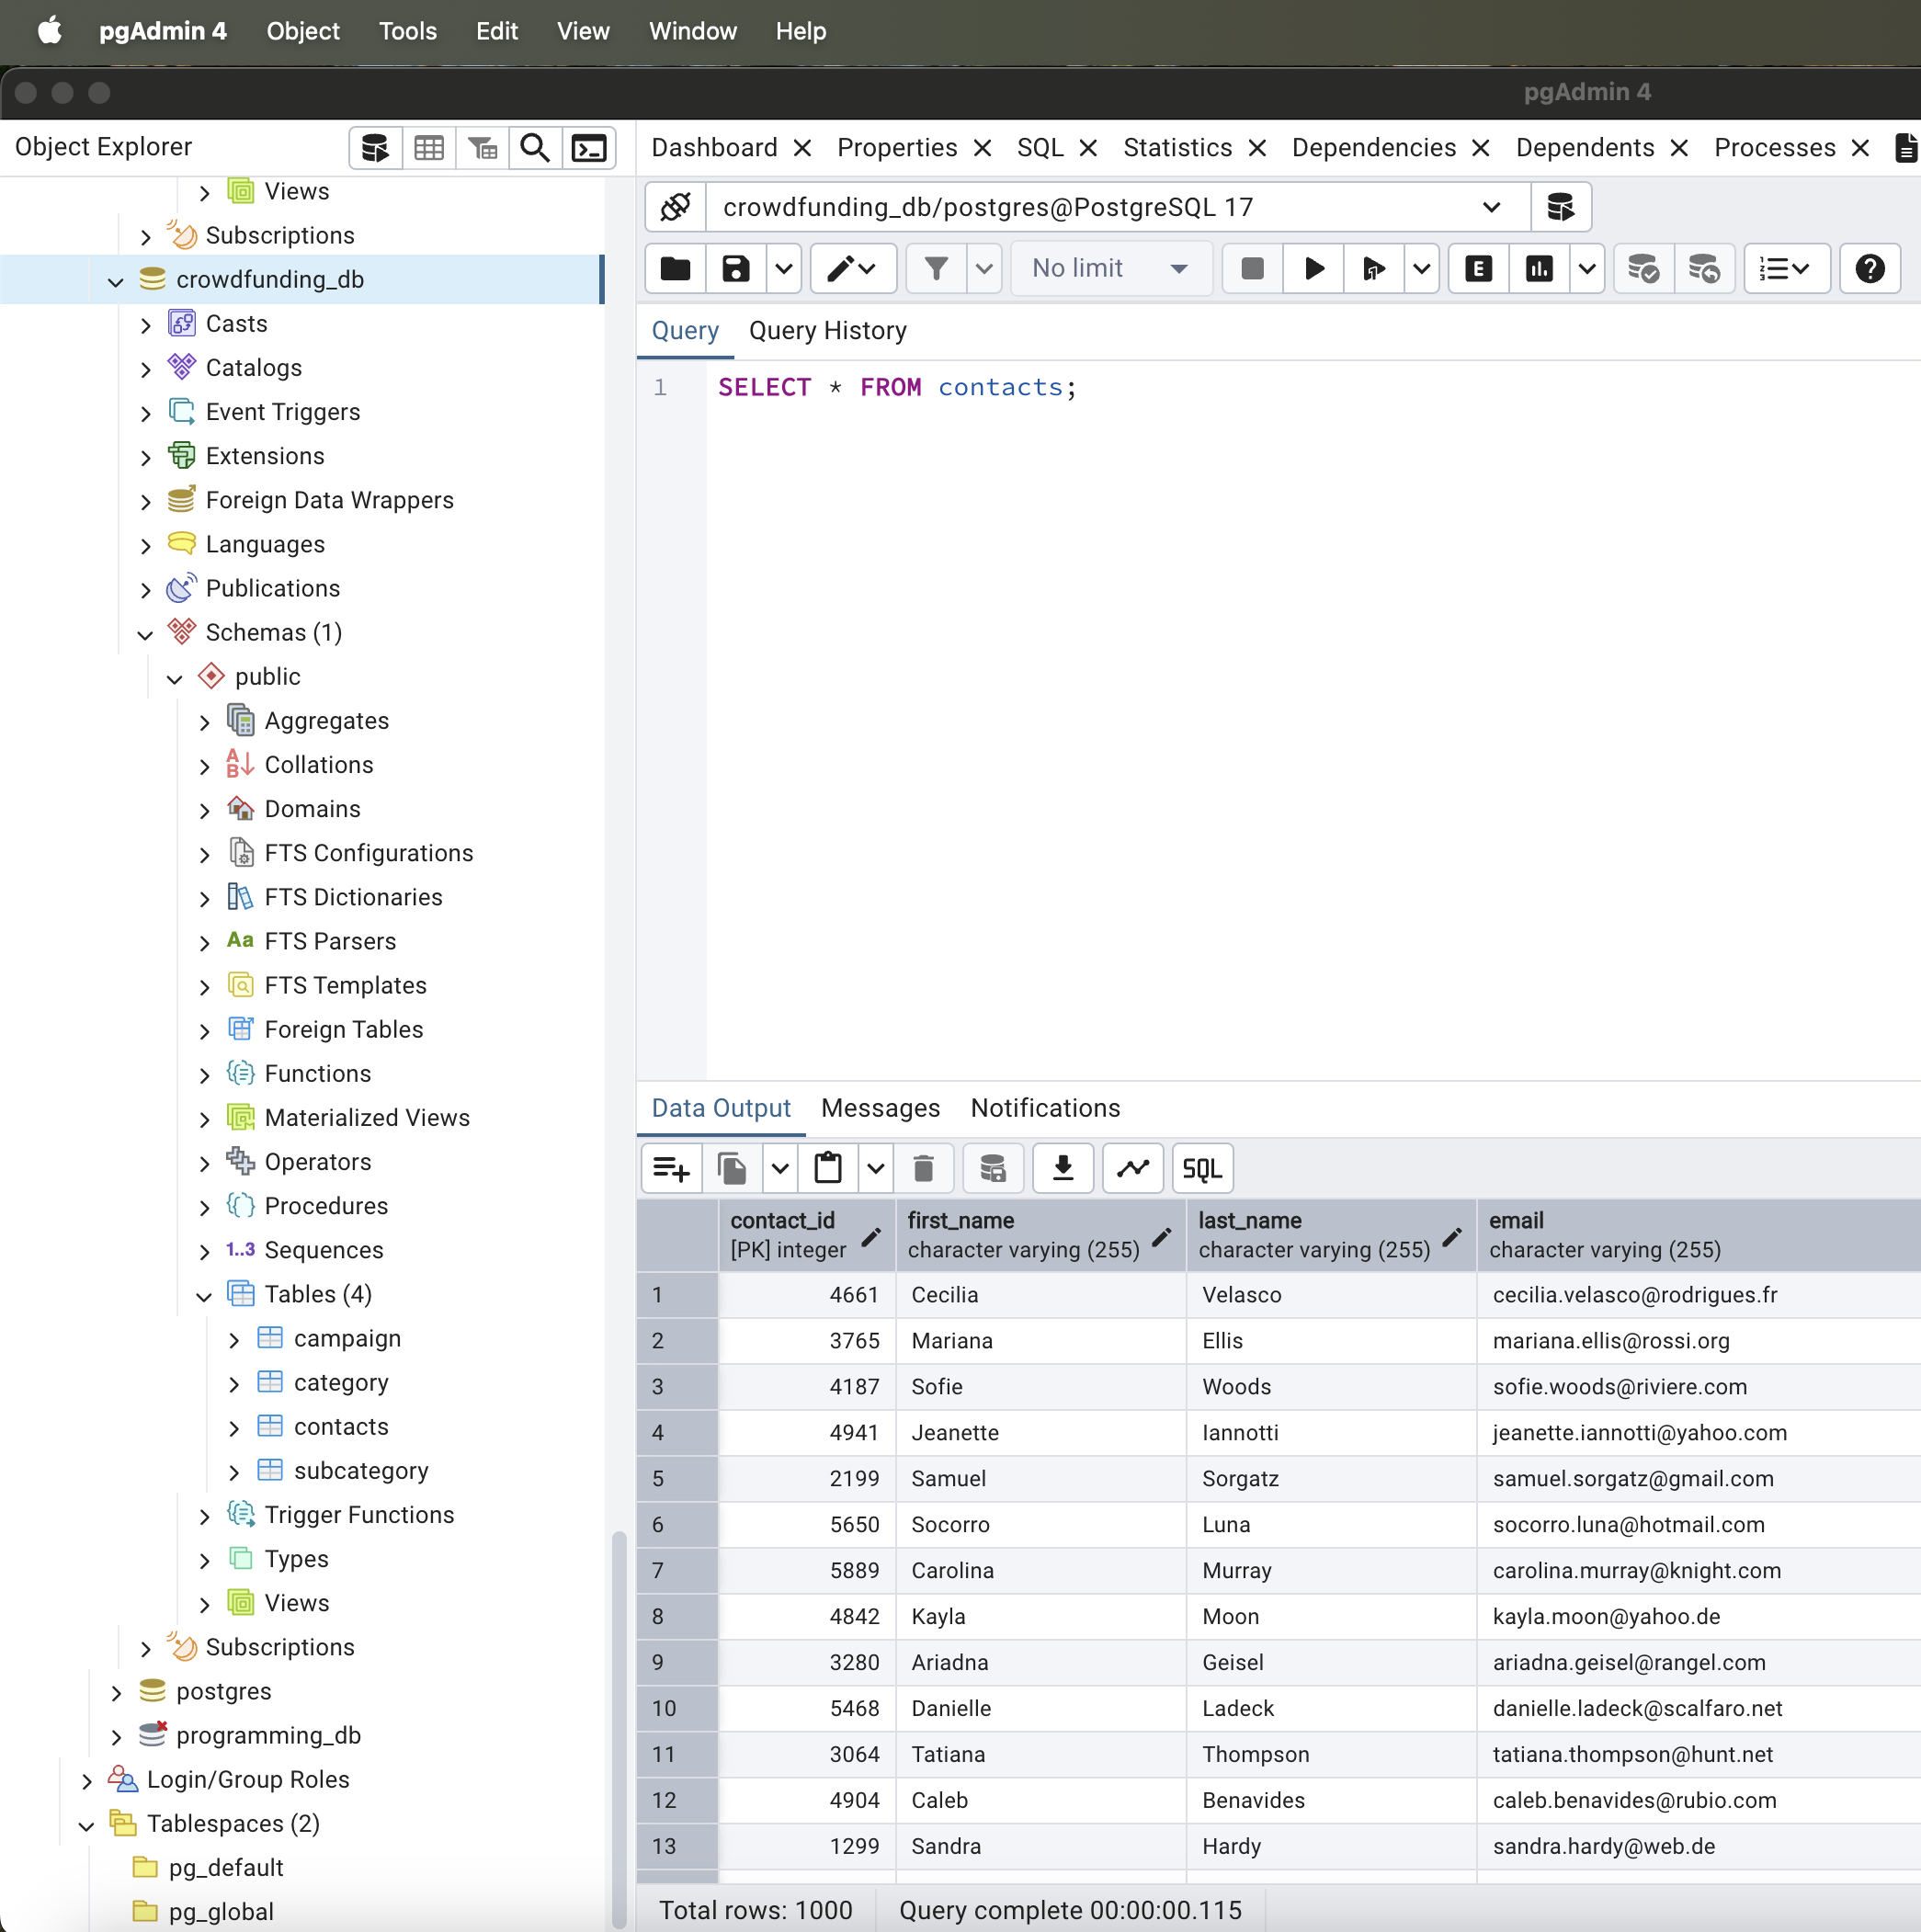 pgAdmin 4 Object Tools Edit View Window Help
pgAdmin 4
Object Explorer
Views
Subscriptions
crowdfunding_db
Casts
Catalogs
Event Triggers
Extensions
Foreign Data Wrappers
Languages
Publications
Schemas (1)
public
Aggregates
Collations
Domains
FTS Configurations
FTS Dictionaries
Aa FTS Parsers
FTS Templates
Foreign Tables
Functions
Materialized Views
Operators
Procedures
1..3 Sequences
Tables (4)
campaign
category
contacts
subcategory
Trigger Functions
Types
Views
Subscriptions
postgres
programming_db
Login/Group Roles
Tablespaces (2)
pg_default
pg_global
Dashboard Properties SQL Statistics Dependencies Dependents Processes
crowdfunding_db/postgres@PostgreSQL 17
No limit E
Query Query History
1 SELECT * FROM contacts;
Data Output Messages Notifications
SQL
contact_id first_name last_name email
[PK] integer character varying (255) character varying (255) character varying (255)
1 4661 Cecilia Velasco cecilia.velasco@rodrigues.fr
2 3765 Mariana Ellis mariana.ellis@rossi.org
3 4187 Sofie Woods sofie.woods@riviere.com
4 4941 Jeanette Iannotti jeanette.iannotti@yahoo.com
5 2199 Samuel Sorgatz samuel.sorgatz@gmail.com
6 5650 Socorro Luna socorro.luna@hotmail.com
7 5889 Carolina Murray carolina.murray@knight.com
8 4842 Kayla Moon kayla.moon@yahoo.de
9 3280 Ariadna Geisel ariadna.geisel@rangel.com
10 5468 Danielle Ladeck danielle.ladeck@scalfaro.net
11 3064 Tatiana Thompson tatiana.thompson@hunt.net
12 4904 Caleb Benavides caleb.benavides@rubio.com
13 1299 Sandra Hardy sandra.hardy@web.de
Total rows: 1000 Query complete 00:00:00.115